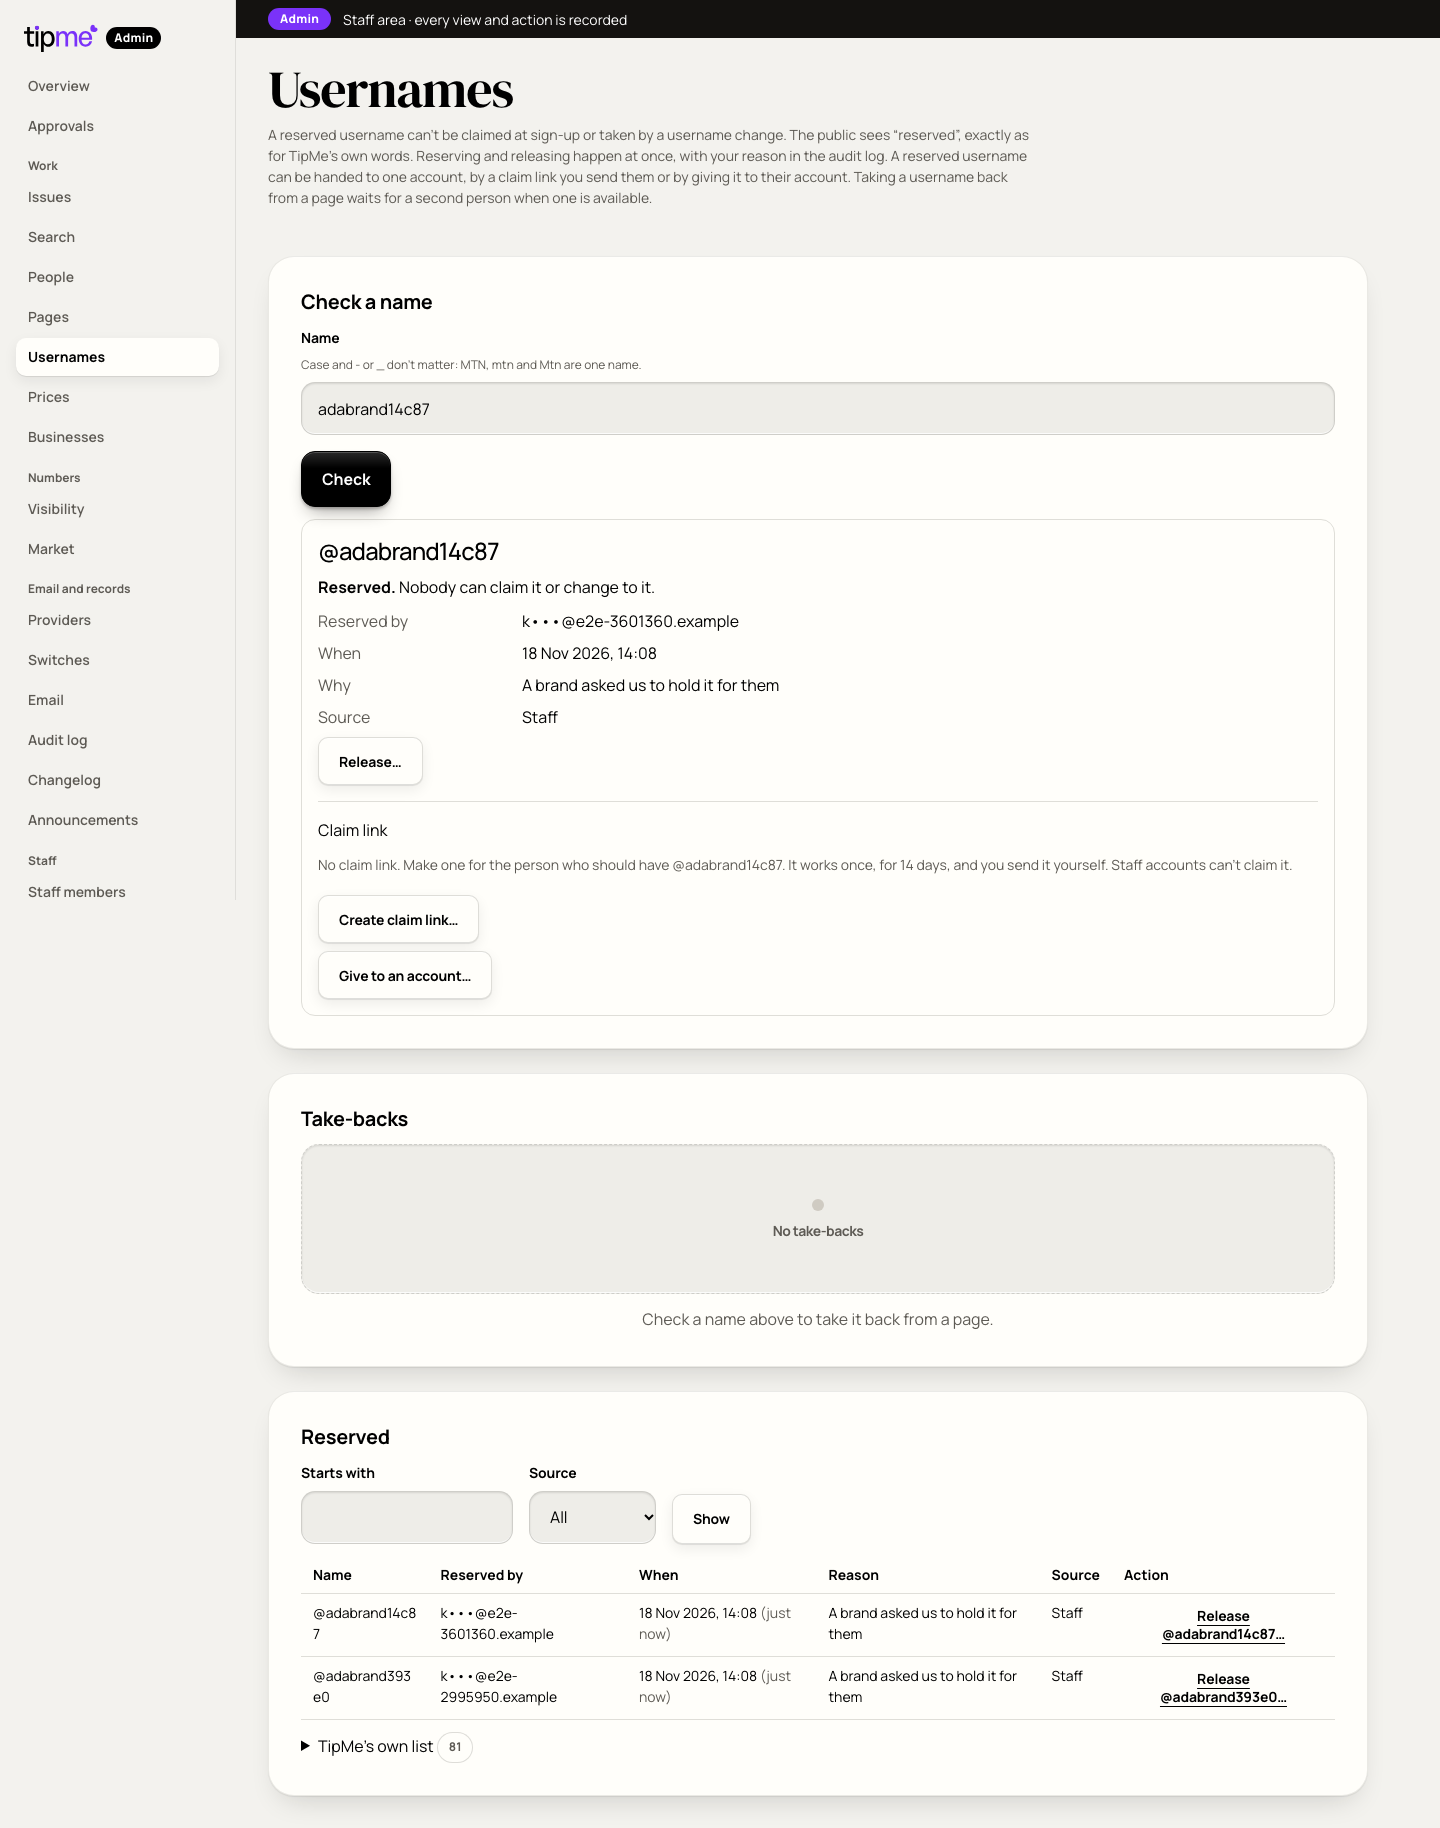 tipme Admin
Admin Staff area · every view and action is recorded
Overview
Approvals
Work
Issues
Search
People
Pages
Usernames
Prices
Businesses
Numbers
Visibility
Market
Email and records
Providers
Switches
Email
Audit log
Changelog
Announcements
Staff
Staff members
Usernames
A reserved username can't be claimed at sign-up or taken by a username change. The public sees “reserved”, exactly as
for TipMe's own words. Reserving and releasing happen at once, with your reason in the audit log. A reserved username
can be handed to one account, by a claim link you send them or by giving it to their account. Taking a username back
from a page waits for a second person when one is available.
Check a name
Name
Case and - or _ don't matter: MTN, mtn and Mtn are one name.
adabrand14c87
Check
@adabrand14c87
Reserved. Nobody can claim it or change to it.
Reserved by k•••@e2e-3601360.example
When 18 Nov 2026, 14:08
Why A brand asked us to hold it for them
Source Staff
Release…
Claim link
No claim link. Make one for the person who should have @adabrand14c87. It works once, for 14 days, and you send it yourself. Staff accounts can't claim it.
Create claim link…
Give to an account…
Take-backs
No take-backs
Check a name above to take it back from a page.
Reserved
Starts with Source
All Show
Name Reserved by When Reason Source Action
@adabrand14c8 k•••@e2e- 18 Nov 2026, 14:08 (just A brand asked us to hold it for Staff Release
7 3601360.example now) them @adabrand14c87…
@adabrand393 k•••@e2e- 18 Nov 2026, 14:08 (just A brand asked us to hold it for Staff Release
e0 2995950.example now) them @adabrand393e0…
TipMe's own list 81